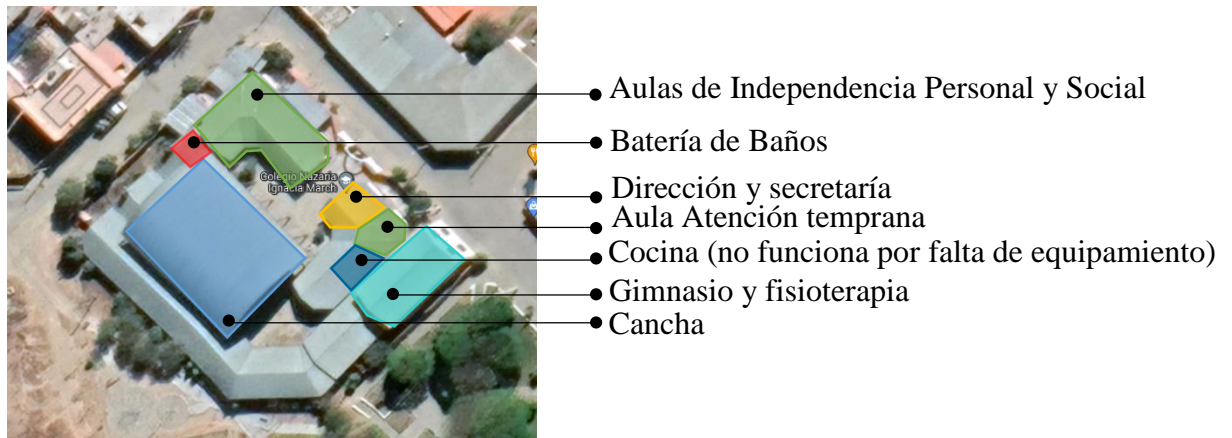 Aulas de Independencia Personal y Social
Batería de Baños
Colegio Nazaria
Ignacia March
Dirección y secretaría
Aula Atención temprana
Cocina (no funciona por falta de equipamiento)
Gimnasio y fisioterapia
Cancha